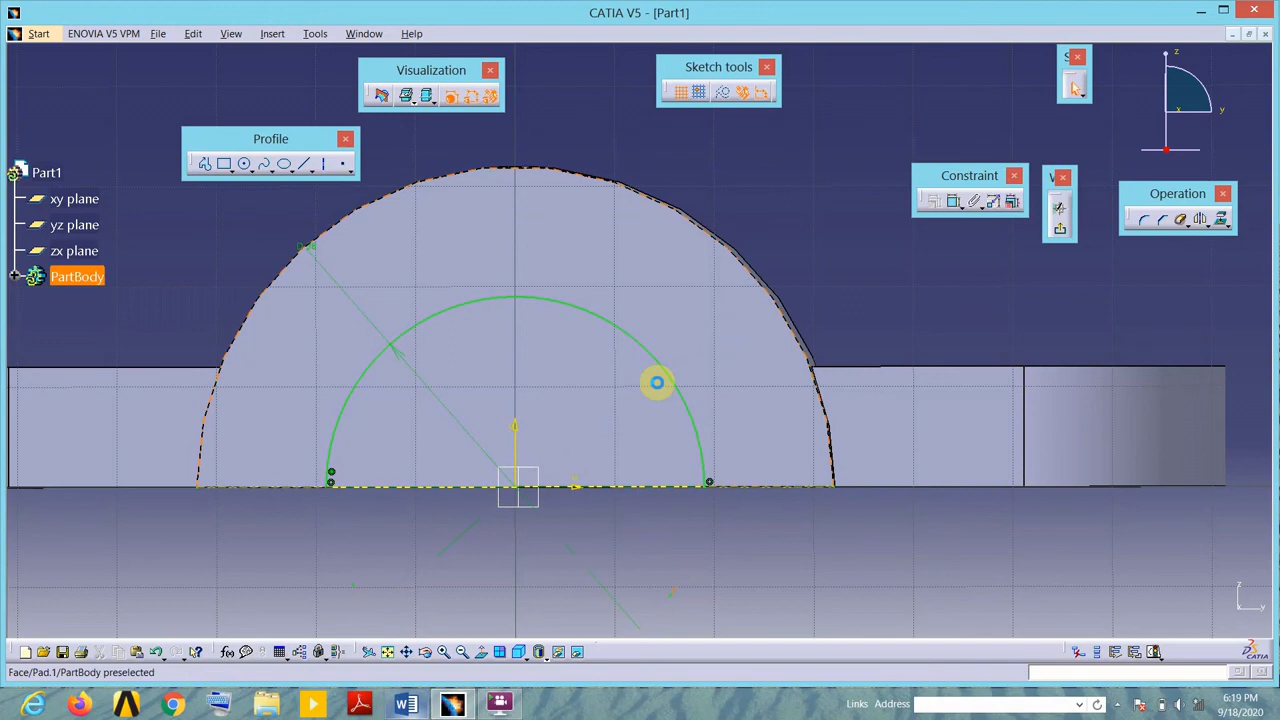 CATIA V5 - [Part1]
Start ENOVIA V5 VPM File Edit View Insert Tools Window Help
Visualization
Sketch tools
Profile
Constraint
Operation
Part1
xy plane
yz plane
zx plane
PartBody
z
x
y
z
x y
CATIA
Face/Pad.1/PartBody preselected
Links Address
6:19 PM
9/18/2020